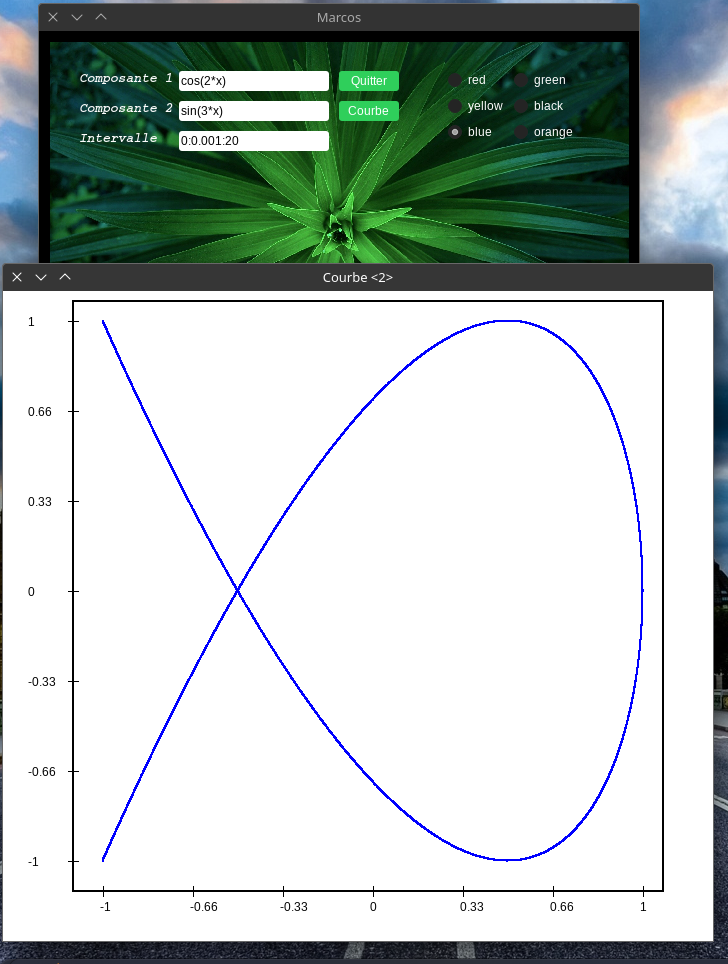 Marcos
Composante 1 cos(2*x) Quitter red green
Composante 2 sin(3*x) Courbe yellow black
Intervalle 0:0.001:20 blue orange
Courbe <2>
1
0.66
0.33
0
-0.33
-0.66
-1
-1 -0.66 -0.33 0 0.33 0.66 1